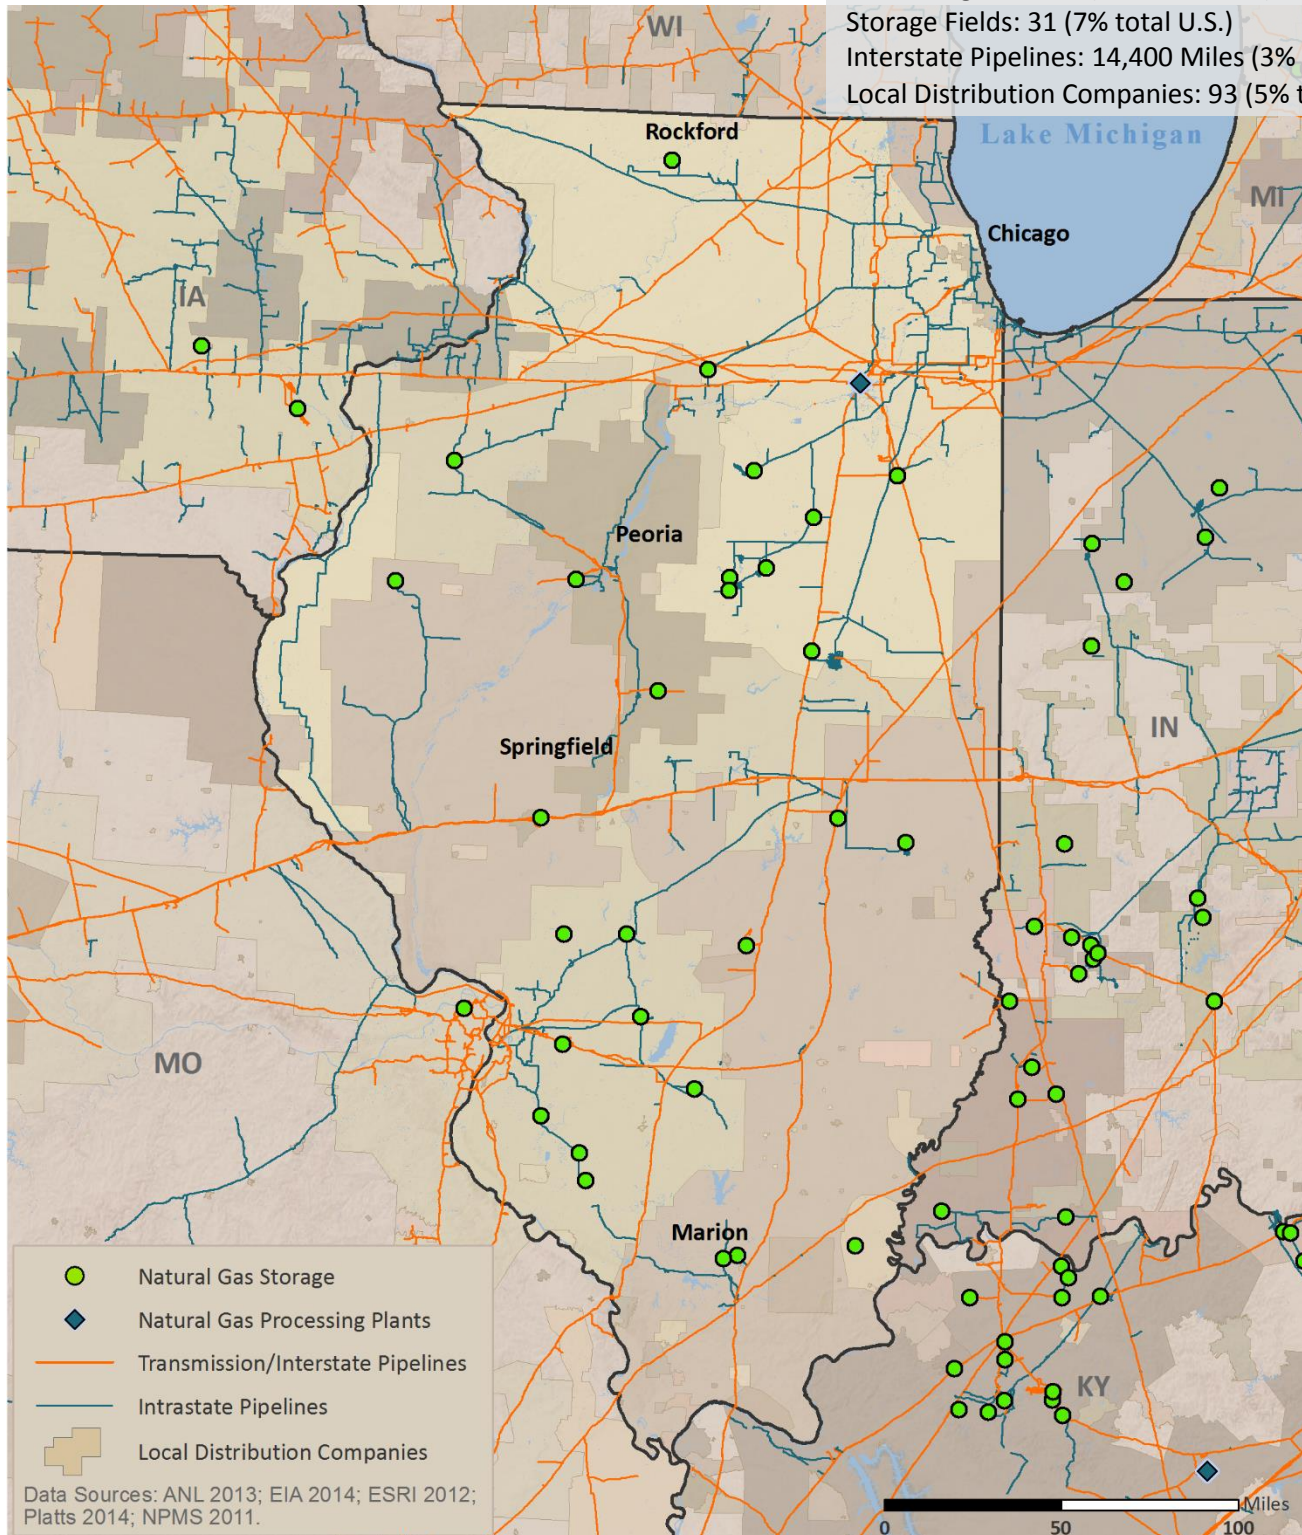 Storage Fields: 31 (7% total U.S.)
Interstate Pipelines: 14,400 Miles (3%
Local Distribution Companies: 93 (5% t
WI
Rockford
Lake Michigan
MI
Chicago
IA
Peoria
IN
Springfield
MO
Marion
KY
Natural Gas Storage
Natural Gas Processing Plants
Transmission/Interstate Pipelines
Intrastate Pipelines
Local Distribution Companies
Data Sources: ANL 2013; EIA 2014; ESRI 2012;
Platts 2014; NPMS 2011.
Miles
0 50 100